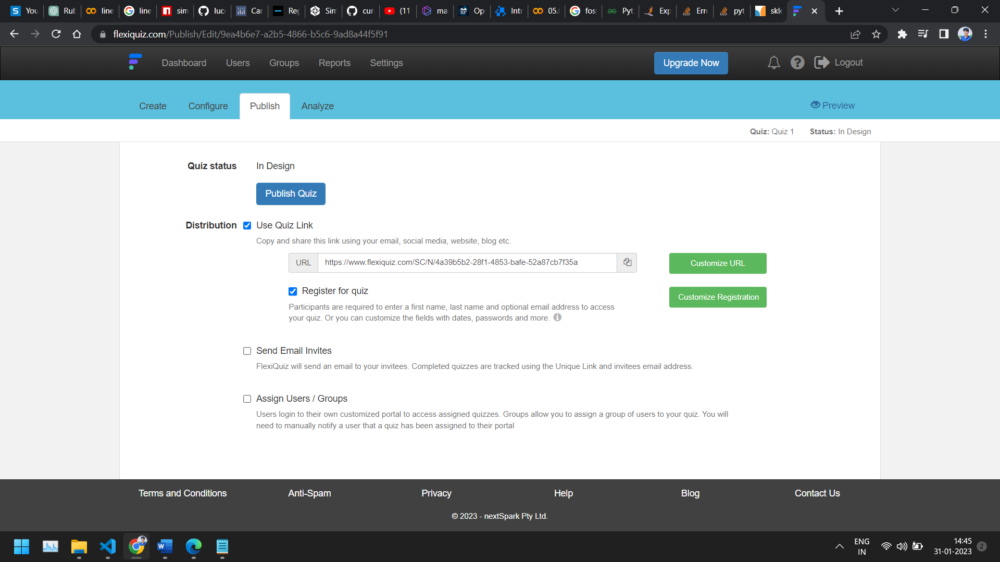 You
Rub
line
line
sim
luc
Car
Reg
Sim
cur
(11
ma
Ope
Intr
05.
fos
Pyt
Exp
Erro
pyt
skle
flexiquiz.com/Publish/Edit/9ea4b6e7-a2b5-4866-b5c6-9ad8a44f5f91
Dashboard
Users
Groups
Reports
Settings
Upgrade Now
Logout
Create
Configure
Publish
Analyze
Preview
Quiz: Quiz 1
Status: In Design
Quiz status
In Design
Publish Quiz
Distribution
Use Quiz Link
Copy and share this link using your email, social media, website, blog etc.
URL
https://www.flexiquiz.com/SC/N/4a39b5b2-28f1-4853-bafe-52a87cb7f35a
Customize URL
Register for quiz
Customize Registration
Participants are required to enter a first name, last name and optional email address to access
your quiz. Or you can customize the fields with dates, passwords and more.
Send Email Invites
FlexiQuiz will send an email to your invitees. Completed quizzes are tracked using the Unique Link and invitees email address.
Assign Users / Groups
Users login to their own customized portal to access assigned quizzes. Groups allow you to assign a group of users to your quiz. You will
need to manually notify a user that a quiz has been assigned to their portal
Terms and Conditions
Anti-Spam
Privacy
Help
Blog
Contact Us
© 2023 - nextSpark Pty Ltd.
ENG
IN
14:45
31-01-2023
2